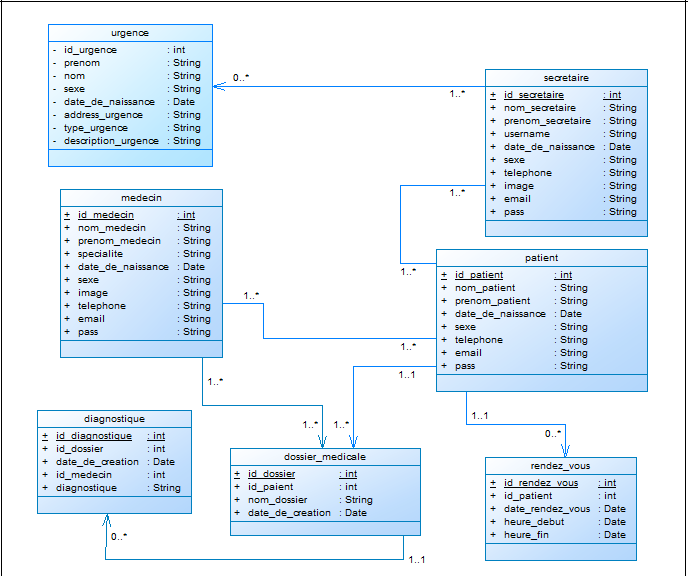 urgence
- id_urgence : int
- prenom : String
- nom : String
- sexe : String
- date_de_naissance : Date
- address_urgence : String
- type_urgence : String
- description_urgence : String
0..*
1..*
secretaire
+ id_secretaire : int
+ nom_secretaire : String
+ prenom_secretaire : String
+ username : String
+ date_de_naissance : Date
+ sexe : String
+ telephone : String
+ image : String
+ email : String
+ pass : String
1..*
1..*
medecin
+ id_medecin : int
+ nom_medecin : String
+ prenom_medecin : String
+ specialite : String
+ date_de_naissance : Date
+ sexe : String
+ image : String
+ telephone : String
+ email : String
+ pass : String
1..*
1..*
patient
+ id_patient : int
+ nom_patient : String
+ prenom_patient : String
+ date_de_naissance : Date
+ sexe : String
+ telephone : String
+ email : String
+ pass : String
1..*
1..*
1..1
1..*
1..1
0..*
diagnostique
+ id_diagnostique : int
+ id_dossier : int
+ date_de_creation : Date
+ id_medecin : int
+ diagnostique : String
dossier_medicale
+ id_dossier : int
+ id_paient : int
+ nom_dossier : String
+ date_de_creation : Date
rendez_vous
+ id_rendez_vous : int
+ id_patient : int
+ date_rendez_vous : Date
+ heure_debut : Date
+ heure_fin : Date
0..*
1..1